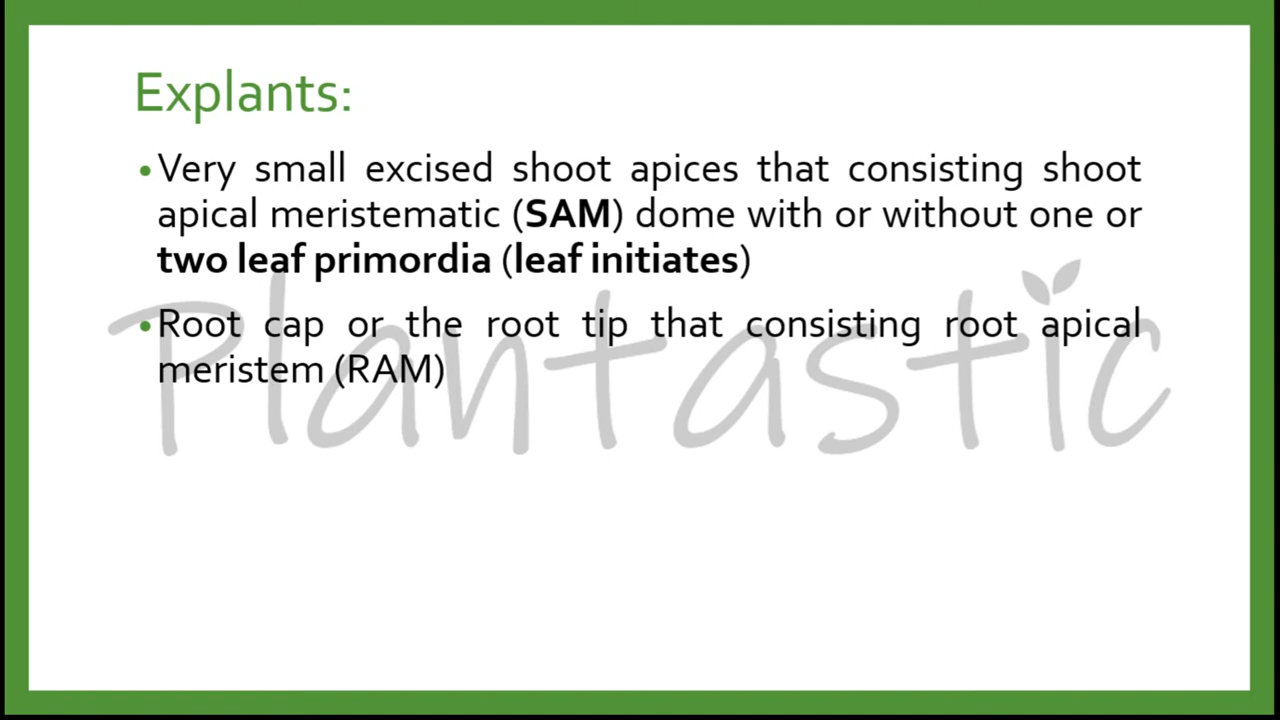 Explants:
•Very small excised shoot apices that consisting shoot
apical meristematic (SAM) dome with or without one or
two leaf primordia (leaf initiates)
•Root cap or the root tip that consisting root apical
meristem (RAM)
Plantastic